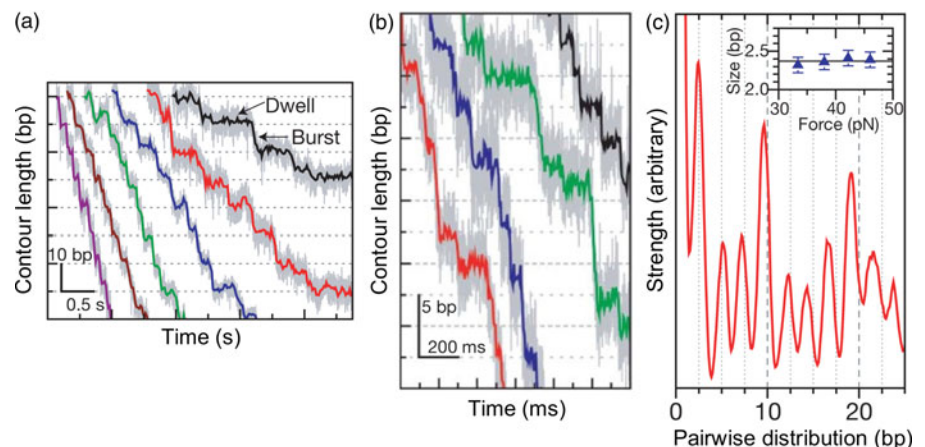 (a)
Dwell
Burst
Contour length (bp)
10 bp
0.5 s
Time (s)
(b)
Contour length (bp)
5 bp
200 ms
Time (ms)
(c)
Size (bp)
2.5
2.0
30 40 50
Force (pN)
Strength (arbitrary)
0 10 20
Pairwise distribution (bp)